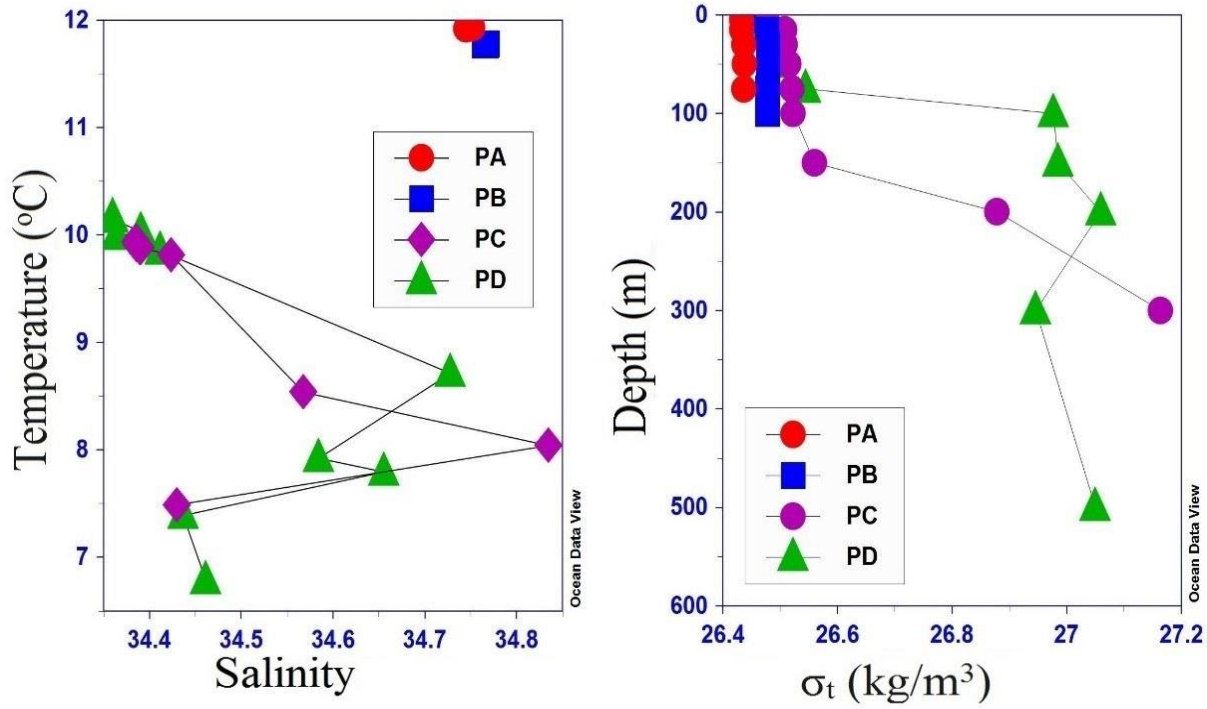 12
11
10
9
8
7
Temperature (°C)
34.4
34.5
34.6
34.7
34.8
Salinity
PA
PB
PC
PD
Ocean Data View
0
100
200
300
400
500
600
Depth (m)
26.4
26.6
26.8
27
27.2
σt (kg/m³)
PA
PB
PC
PD
Ocean Data View